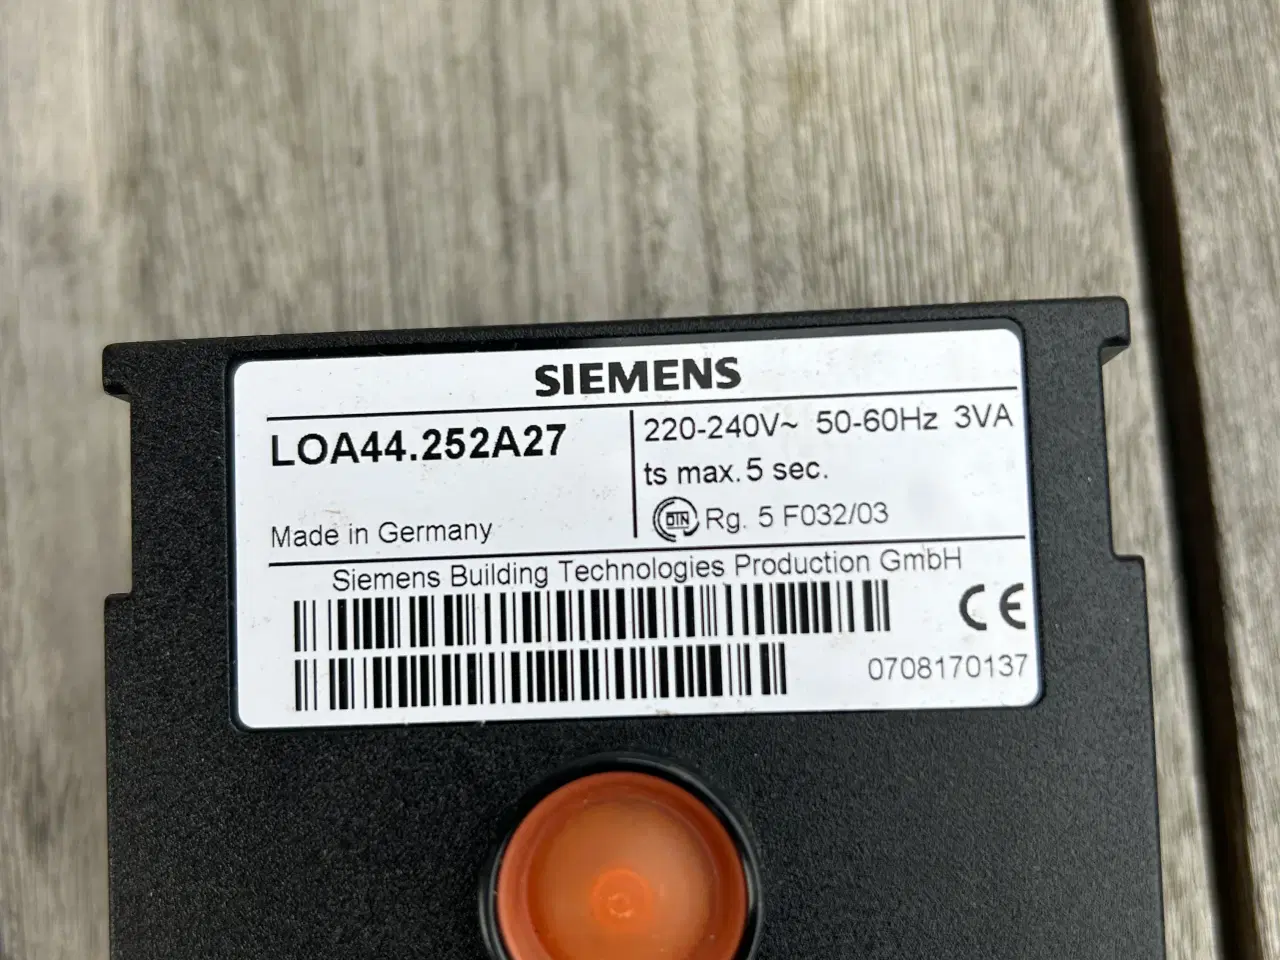 SIEMENS
LOA44.252A27
Made in Germany
220-240V~ 50-60Hz 3VA
ts max. 5 sec.
DIN Rg. 5 F032/03
Siemens Building Technologies Production GmbH
CE
0708170137